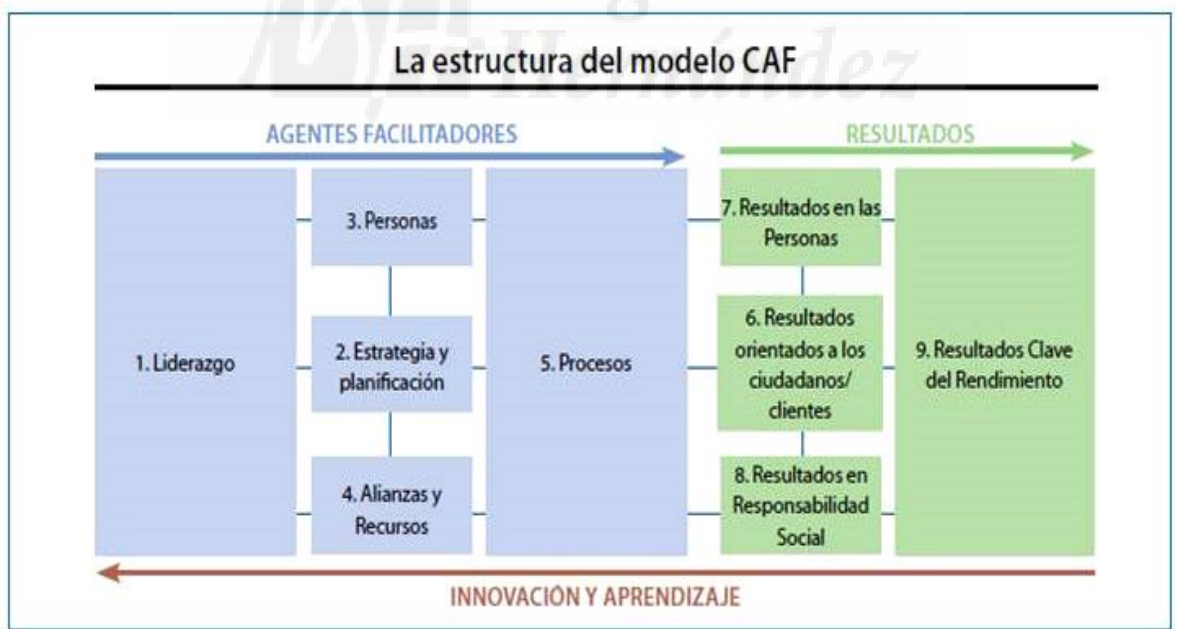 Hernández
La estructura del modelo CAF
AGENTES FACILITADORES
RESULTADOS
1. Liderazgo
3. Personas
2. Estrategia y
planificación
4. Alianzas y
Recursos
5. Procesos
7. Resultados en las
Personas
6. Resultados
orientados a los
ciudadanos/
clientes
8. Resultados en
Responsabilidad
Social
9. Resultados Clave
del Rendimiento
INNOVACIÓN Y APRENDIZAJE